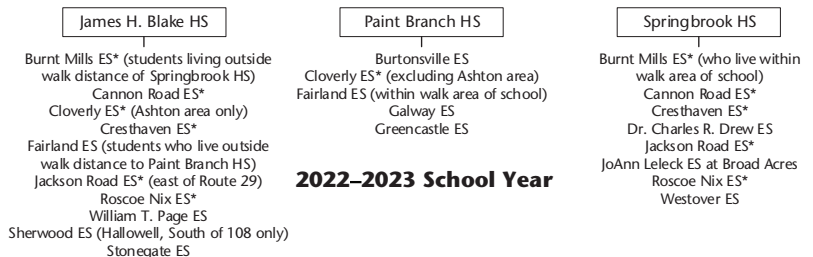 James H. Blake HS
Burnt Mills ES* (students living outside
walk distance of Springbrook HS)
Cannon Road ES*
Cloverly ES* (Ashton area only)
Cresthaven ES*
Fairland ES (students who live outside
walk distance to Paint Branch HS)
Jackson Road ES* (east of Route 29)
Roscoe Nix ES*
William T. Page ES
Sherwood ES (Hallowell, South of 108 only)
Stonegate ES
Paint Branch HS
Burtonsville ES
Cloverly ES* (excluding Ashton area)
Fairland ES (within walk area of school)
Galway ES
Greencastle ES
2022–2023 School Year
Springbrook HS
Burnt Mills ES* (who live within
walk area of school)
Cannon Road ES*
Cresthaven ES*
Dr. Charles R. Drew ES
Jackson Road ES*
JoAnn Leleck ES at Broad Acres
Roscoe Nix ES*
Westover ES